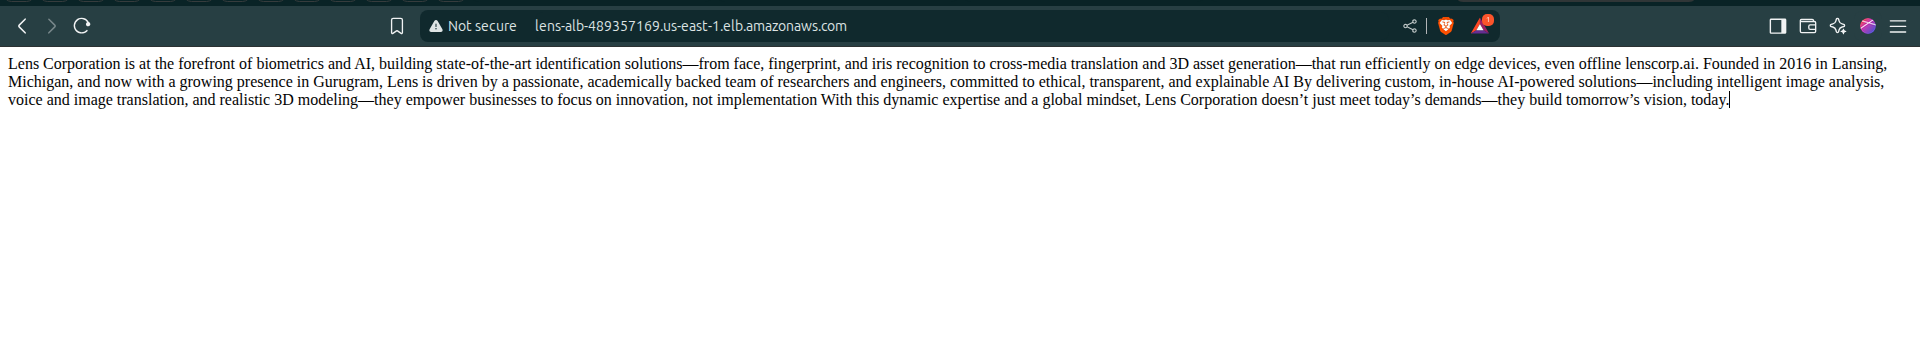 Not secure lens-alb-489357169.us-east-1.elb.amazonaws.com 1
Lens Corporation is at the forefront of biometrics and AI, building state-of-the-art identification solutions—from face, fingerprint, and iris recognition to cross-media translation and 3D asset generation—that run efficiently on edge devices, even offline lenscorp.ai. Founded in 2016 in Lansing,
Michigan, and now with a growing presence in Gurugram, Lens is driven by a passionate, academically backed team of researchers and engineers, committed to ethical, transparent, and explainable AI By delivering custom, in-house AI-powered solutions—including intelligent image analysis,
voice and image translation, and realistic 3D modeling—they empower businesses to focus on innovation, not implementation With this dynamic expertise and a global mindset, Lens Corporation doesn’t just meet today’s demands—they build tomorrow’s vision, today.